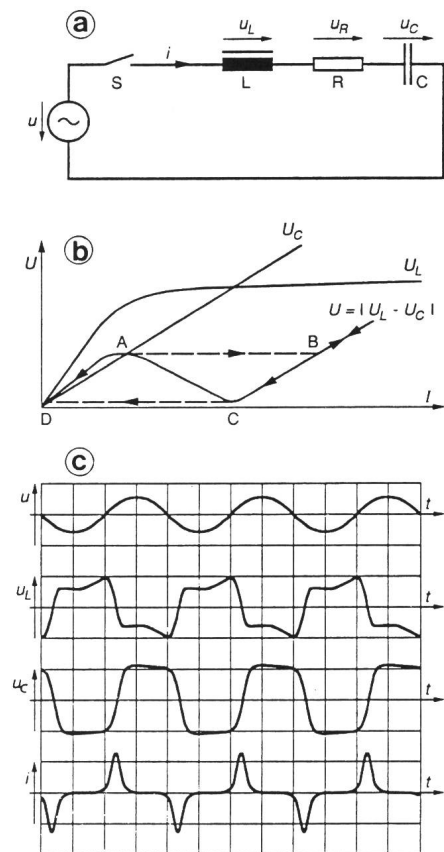 a
u_L u_R u_C
i
S L R C
u
b
U U_C
U_L
U = | U_L - U_C |
A B
D C I
c
u t
u_L t
u_C t
i t